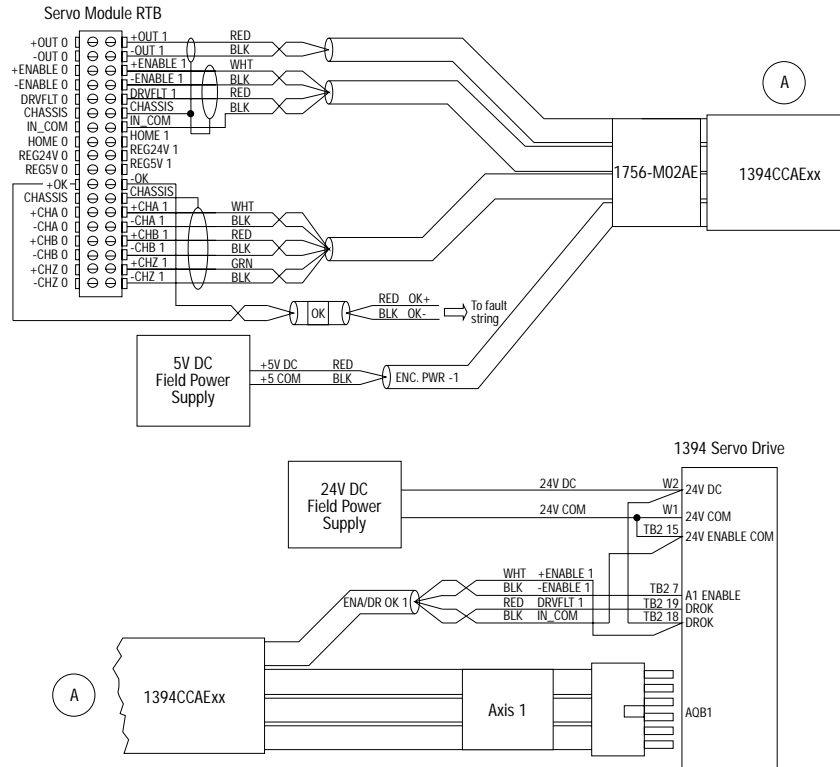 Servo Module RTB
+OUT 0
-OUT 0
+ENABLE 0
-ENABLE 0
DRVFLT 0
CHASSIS
IN_COM
HOME 0
REG24V 0
REG5V 0
+OK
CHASSIS
+CHA 0
-CHA 0
+CHB 0
-CHB 0
+CHZ 0
-CHZ 0
+OUT 1
-OUT 1
+ENABLE 1
-ENABLE 1
DRVFLT 1
CHASSIS
IN_COM
HOME 1
REG24V 1
REG5V 1
-OK
CHASSIS
+CHA 1
-CHA 1
+CHB 1
-CHB 1
+CHZ 1
-CHZ 1
RED
BLK
WHT
BLK
RED
BLK
WHT
BLK
RED
BLK
GRN
BLK
A
1756-M02AE
1394CCAExx
OK
RED OK+
BLK OK-
To fault
string
5V DC
Field Power
Supply
+5V DC RED
+5 COM BLK
ENC. PWR -1
1394 Servo Drive
24V DC
Field Power
Supply
24V DC W2
24V COM W1
TB2 15
24V DC
24V COM
24V ENABLE COM
WHT +ENABLE 1
BLK -ENABLE 1
RED DRVFLT 1
BLK IN_COM
TB2 7
TB2 19
TB2 18
A1 ENABLE
DROK
DROK
ENA/DR OK 1
A
1394CCAExx
Axis 1
AQB1